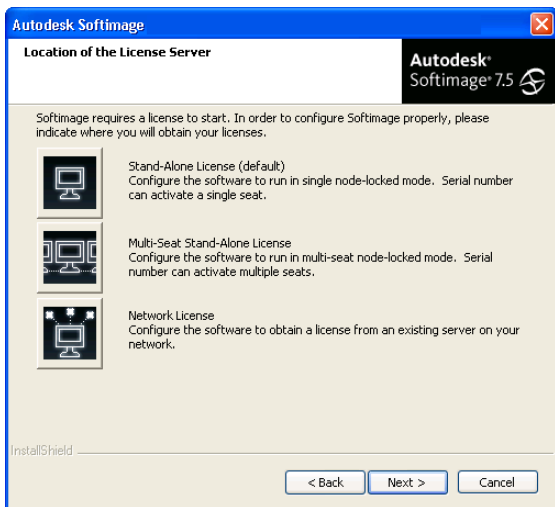 Autodesk Softimage
Location of the License Server
Autodesk®
Softimage® 7.5
Softimage requires a license to start. In order to configure Softimage properly, please
indicate where you will obtain your licenses.
Stand-Alone License (default)
Configure the software to run in single node-locked mode. Serial number
can activate a single seat.
Multi-Seat Stand-Alone License
Configure the software to run in multi-seat node-locked mode. Serial
number can activate multiple seats.
Network License
Configure the software to obtain a license from an existing server on your
network.
InstallShield
< Back Next > Cancel